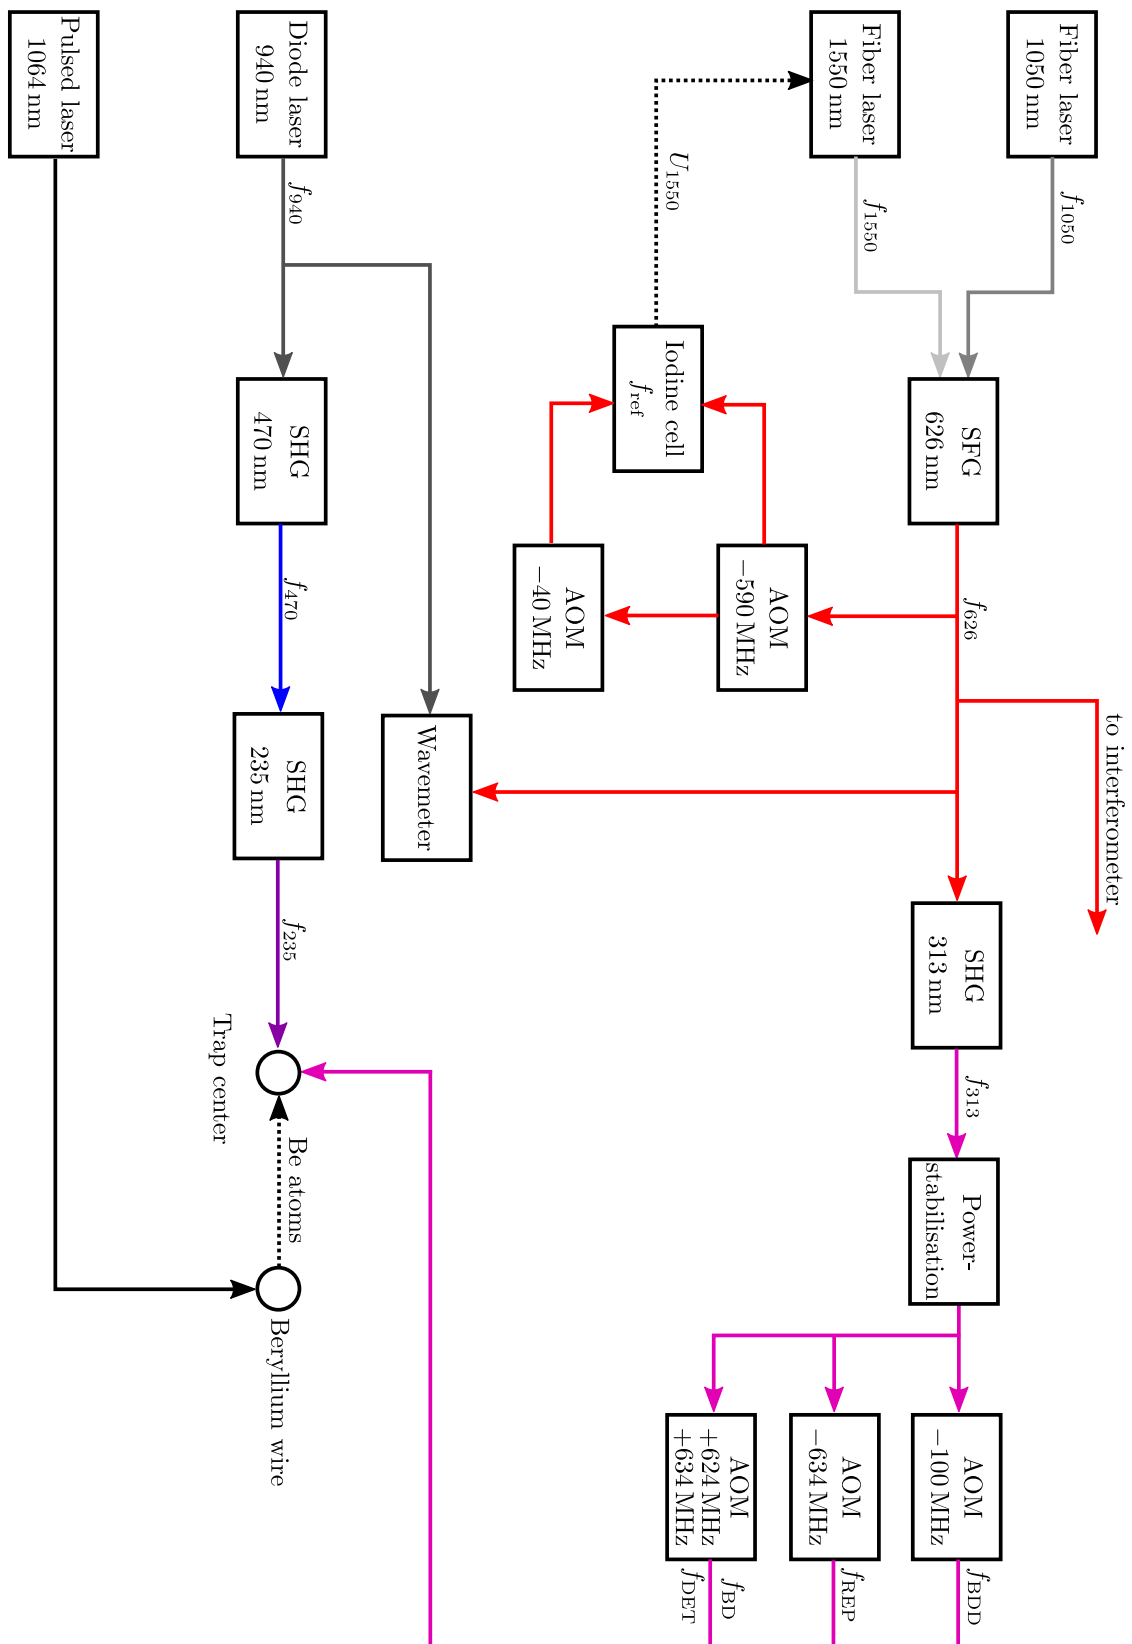 Fiber laser
1050 nm
f1050
Fiber laser
1550 nm
f1550
U1550
Diode laser
940 nm
f940
Pulsed laser
1064 nm
SFG
626 nm
f626
Iodine cell
fref
AOM
−590 MHz
AOM
−40 MHz
SHG
470 nm
f470
to interferometer
Wavemeter
SHG
235 nm
f235
SHG
313 nm
f313
Trap center
Be atoms
Beryllium wire
Power-
stabilisation
AOM
−100 MHz
fBDD
AOM
−634 MHz
fREP
AOM
+624 MHz
+634 MHz
fBD
fDET